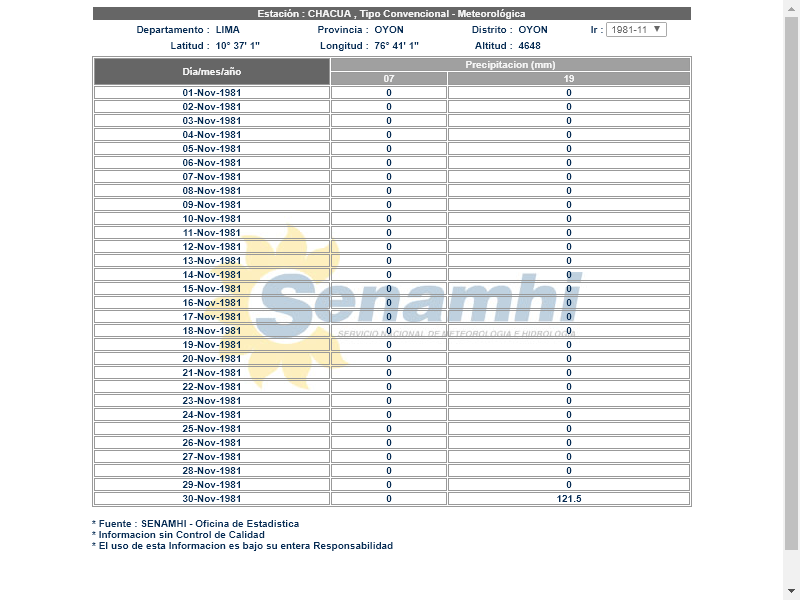 Estación : CHACUA , Tipo Convencional - Meteorológica
Departamento : LIMA Provincia : OYON Distrito : OYON Ir : 1981-11
Latitud : 10° 37' 1" Longitud : 76° 41' 1" Altitud : 4648
Dia/mes/año Precipitacion (mm)
07 19
01-Nov-1981 0 0
02-Nov-1981 0 0
03-Nov-1981 0 0
04-Nov-1981 0 0
05-Nov-1981 0 0
06-Nov-1981 0 0
07-Nov-1981 0 0
08-Nov-1981 0 0
09-Nov-1981 0 0
10-Nov-1981 0 0
11-Nov-1981 0 0
12-Nov-1981 0 0
13-Nov-1981 0 0
14-Nov-1981 0 0
15-Nov-1981 0 0
16-Nov-1981 0 0
17-Nov-1981 0 0
18-Nov-1981 0 0
19-Nov-1981 0 0
20-Nov-1981 0 0
21-Nov-1981 0 0
22-Nov-1981 0 0
23-Nov-1981 0 0
24-Nov-1981 0 0
25-Nov-1981 0 0
26-Nov-1981 0 0
27-Nov-1981 0 0
28-Nov-1981 0 0
29-Nov-1981 0 0
30-Nov-1981 0 121.5
Senamhi
SERVICIO NACIONAL DE METEOROLOGIA E HIDROLOGIA
* Fuente : SENAMHI - Oficina de Estadistica
* Informacion sin Control de Calidad
* El uso de esta Informacion es bajo su entera Responsabilidad